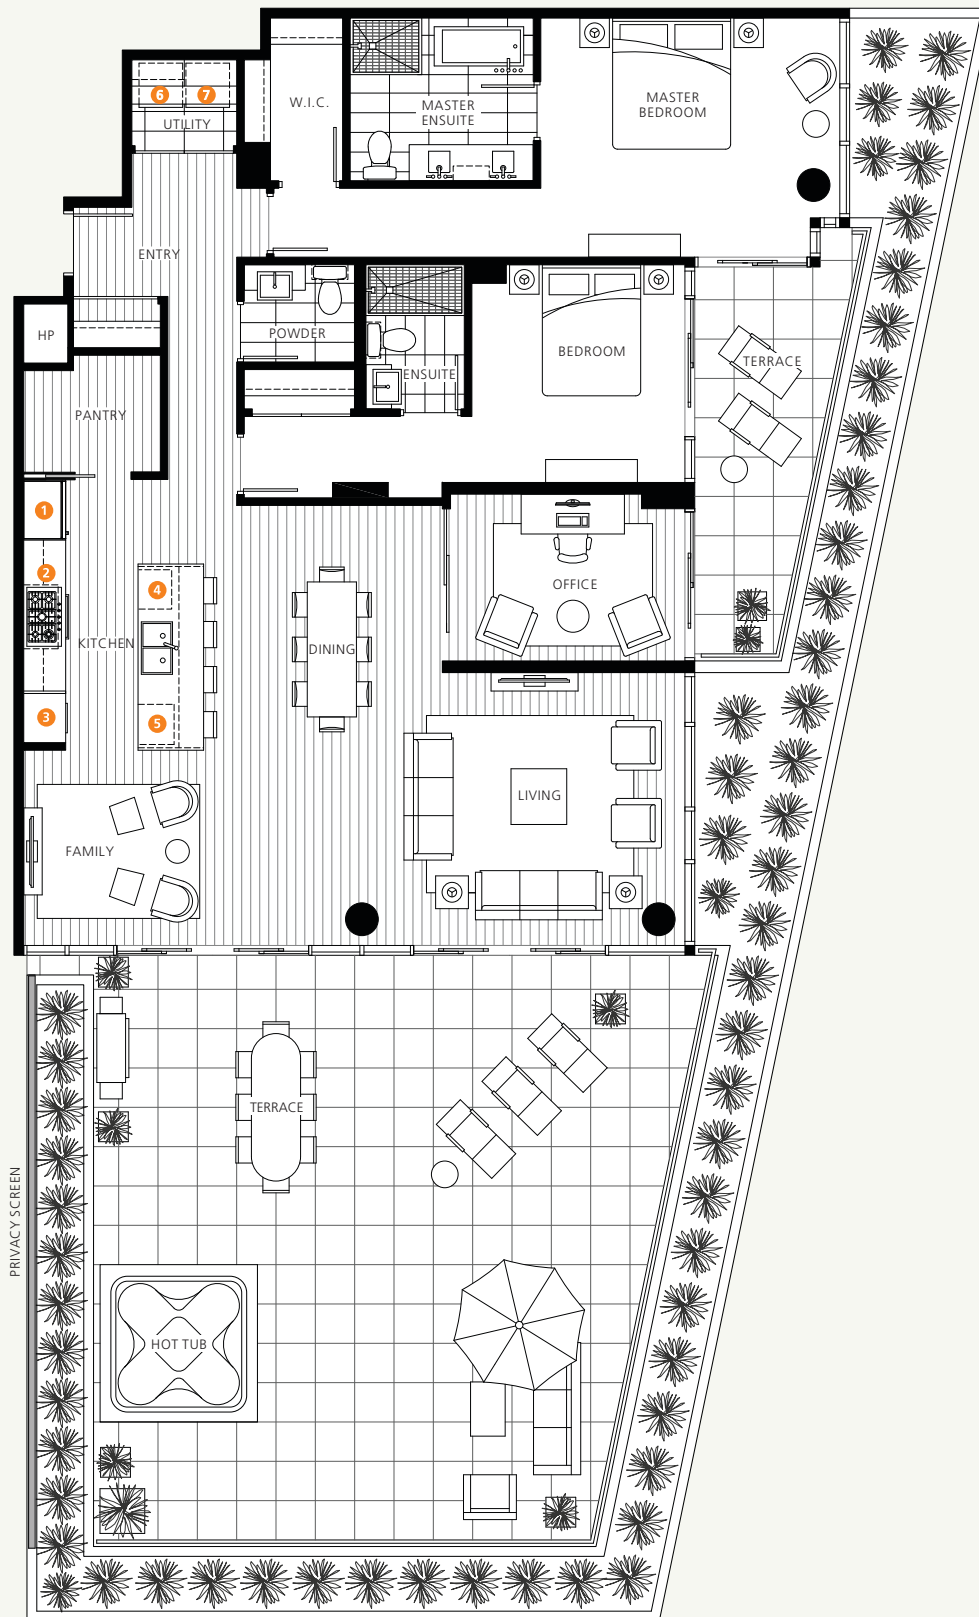 W.I.C.
MASTER
ENSUITE
MASTER
BEDROOM
6
7
UTILITY
ENTRY
HP
POWDER
ENSUITE
BEDROOM
TERRACE
PANTRY
1
2
4
OFFICE
KITCHEN
DINING
3
5
LIVING
FAMILY
TERRACE
PRIVACY SCREEN
HOT TUB